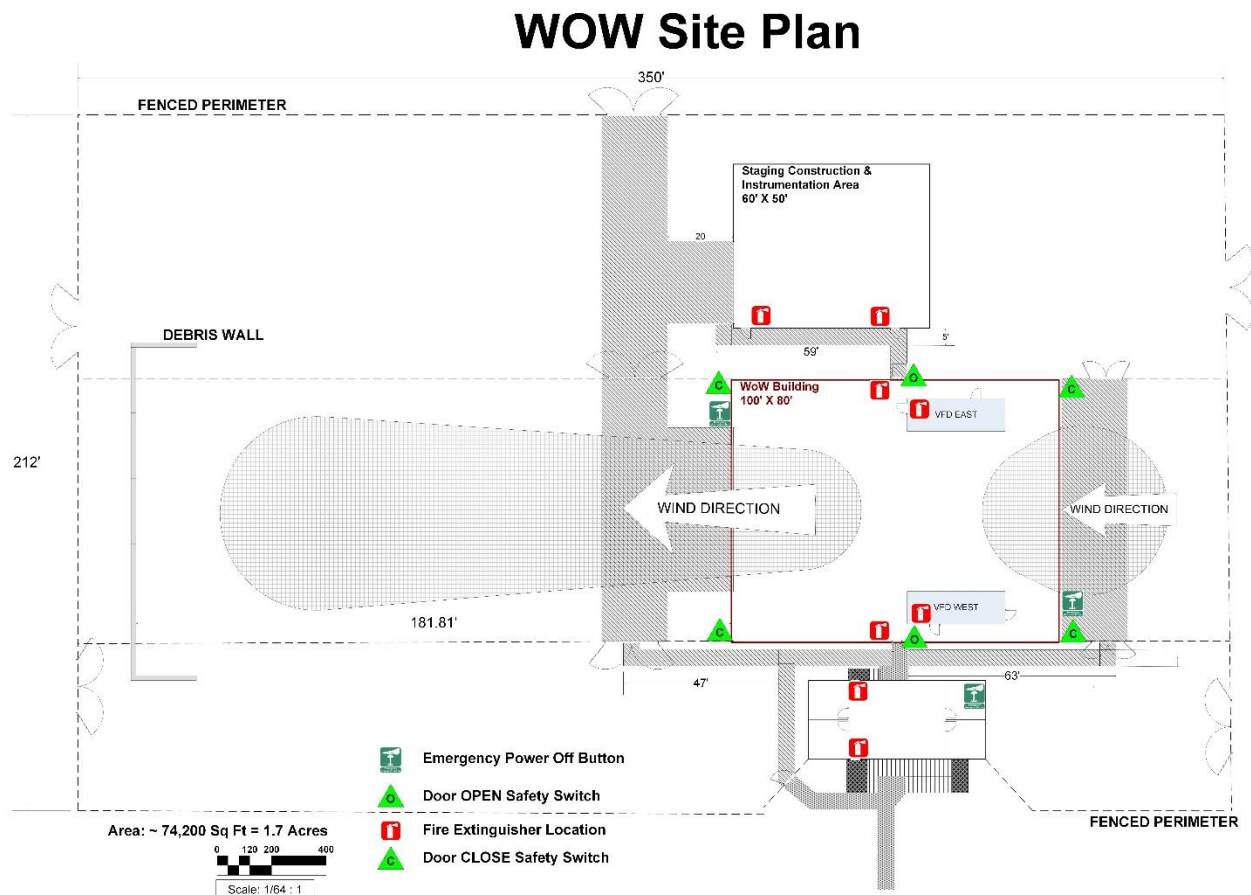 WOW Site Plan
350'
FENCED PERIMETER
Staging Construction &
Instrumentation Area
60' X 50'
20
DEBRIS WALL
59'
5'
C
O
C
WoW Building
100' X 80'
VFD EAST
212'
WIND DIRECTION
WIND DIRECTION
VFD WEST
181.81'
C
O
C
47'
63'
Emergency Power Off Button
O
Door OPEN Safety Switch
Area: ~ 74,200 Sq Ft = 1.7 Acres
Fire Extinguisher Location
FENCED PERIMETER
0 120 200 400
C
Door CLOSE Safety Switch
Scale: 1/64 : 1